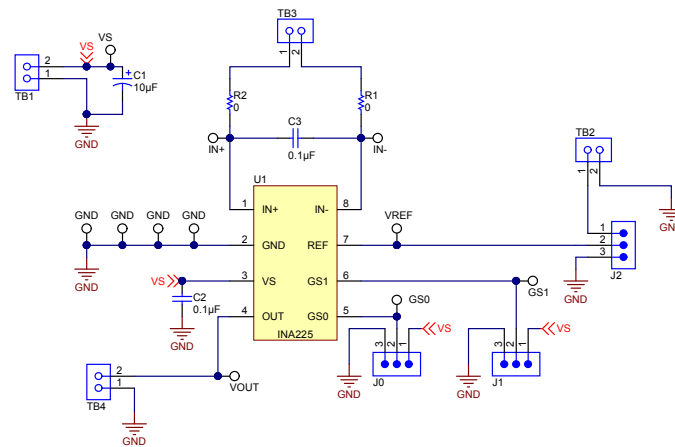 TB3
1 2
VS
VS
2
1
TB1
C1
10µF
GND
R2
0
R1
0
C3
0.1µF
IN+
IN-
TB2
1 2
GND
U1
1 IN+ IN- 8
2 GND REF 7
3 VS GS1 6
4 OUT GS0 5
INA225
GND GND GND GND
GND
VREF
1
2
3
J2
GND
VS
C2
0.1µF
GND
GS1
GS0
VS
VS
3 2 1
J0
GND
3 2 1
J1
GND
2
1
TB4
VOUT
GND